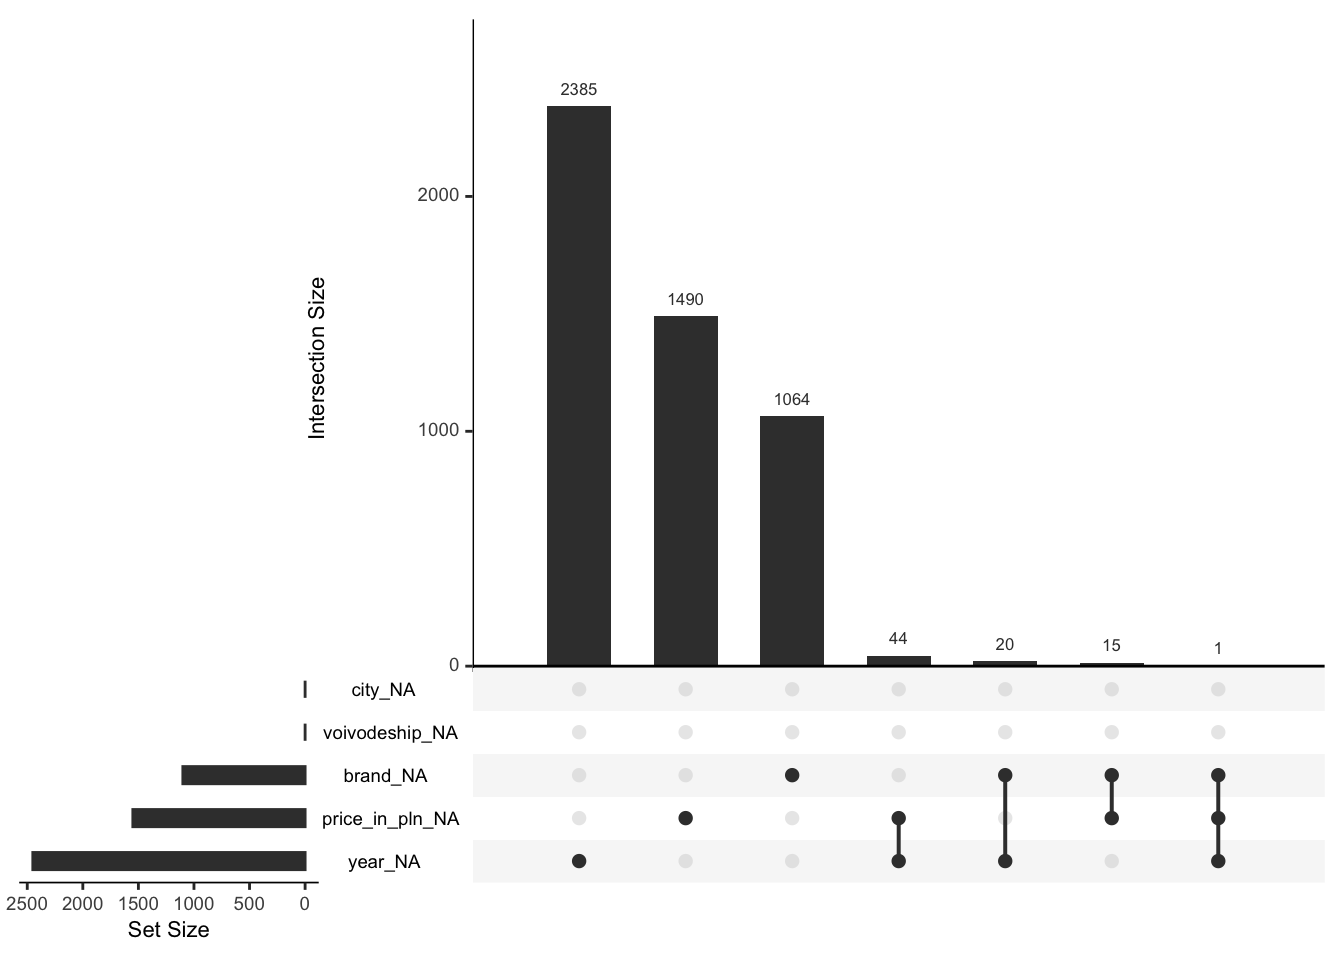 2385
2000
1490
Intersection Size
1064
1000
44
20
15
1
0
city_NA
voivodeship_NA
brand_NA
price_in_pln_NA
year_NA
2500 2000 1500 1000 500 0
Set Size